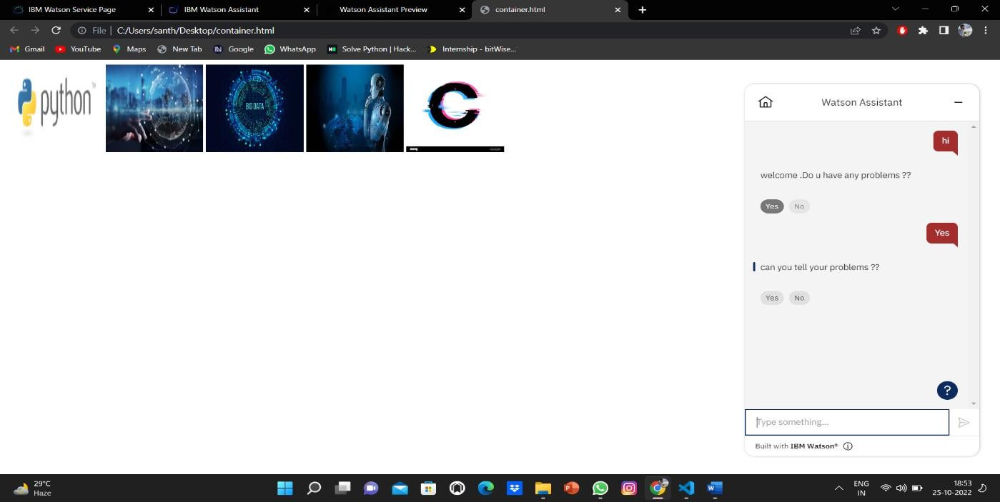 IBM Watson Service Page
IBM Watson Assistant
Watson Assistant Preview
container.html
File | C:/Users/santh/Desktop/container.html
Gmail
YouTube
Maps
New Tab
Google
WhatsApp
Solve Python | Hack...
Internship - bitWise...
python™
BIG DATA
Watson Assistant
hi
welcome .Do u have any problems ??
Yes No
Yes
can you tell your problems ??
Yes No
?
Type something...
Built with IBM Watson®
29°C
Haze
ENG
IN
18:53
25-10-2022